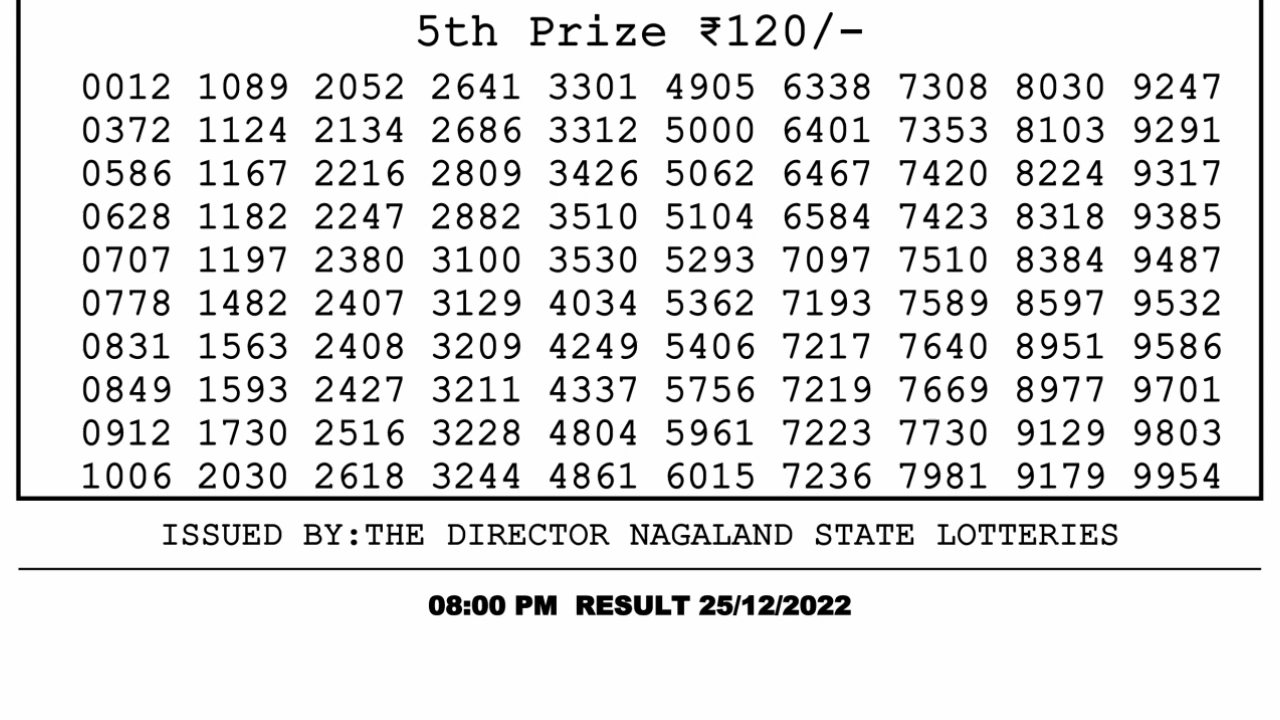 5th Prize ₹120/-
0012 1089 2052 2641 3301 4905 6338 7308 8030 9247
0372 1124 2134 2686 3312 5000 6401 7353 8103 9291
0586 1167 2216 2809 3426 5062 6467 7420 8224 9317
0628 1182 2247 2882 3510 5104 6584 7423 8318 9385
0707 1197 2380 3100 3530 5293 7097 7510 8384 9487
0778 1482 2407 3129 4034 5362 7193 7589 8597 9532
0831 1563 2408 3209 4249 5406 7217 7640 8951 9586
0849 1593 2427 3211 4337 5756 7219 7669 8977 9701
0912 1730 2516 3228 4804 5961 7223 7730 9129 9803
1006 2030 2618 3244 4861 6015 7236 7981 9179 9954
ISSUED BY:THE DIRECTOR NAGALAND STATE LOTTERIES
08:00 PM RESULT 25/12/2022